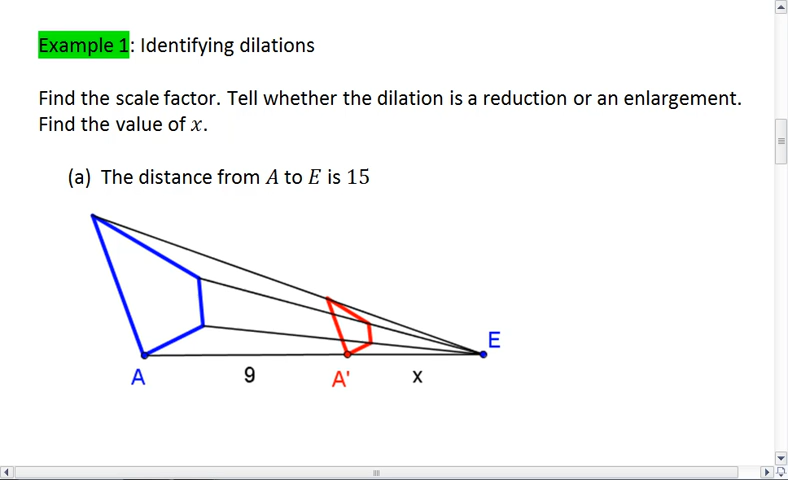 Example 1: Identifying dilations
Find the scale factor. Tell whether the dilation is a reduction or an enlargement.
Find the value of x.
(a) The distance from A to E is 15
E
A 9 A' x